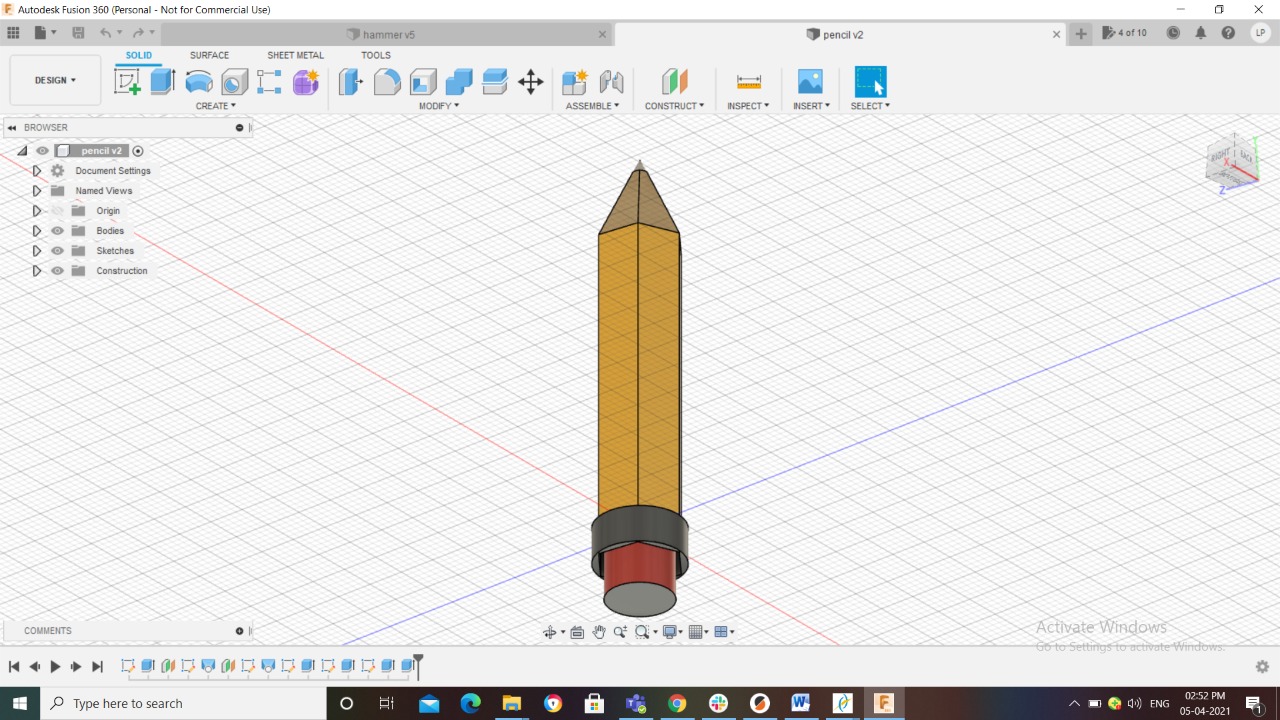 Autodesk Fusion 360 (Personal - Not for Commercial Use)
hammer v5
pencil v2
4 of 10
LP
SOLID SURFACE SHEET METAL TOOLS
DESIGN
CREATE MODIFY ASSEMBLE CONSTRUCT INSPECT INSERT SELECT
BROWSER
pencil v2
Document Settings
Named Views
Origin
Bodies
Sketches
Construction
RIGHT
BACK
X
Y
Z
COMMENTS
Activate Windows
Go to Settings to activate Windows.
Type here to search
ENG
02:52 PM
05-04-2021
1